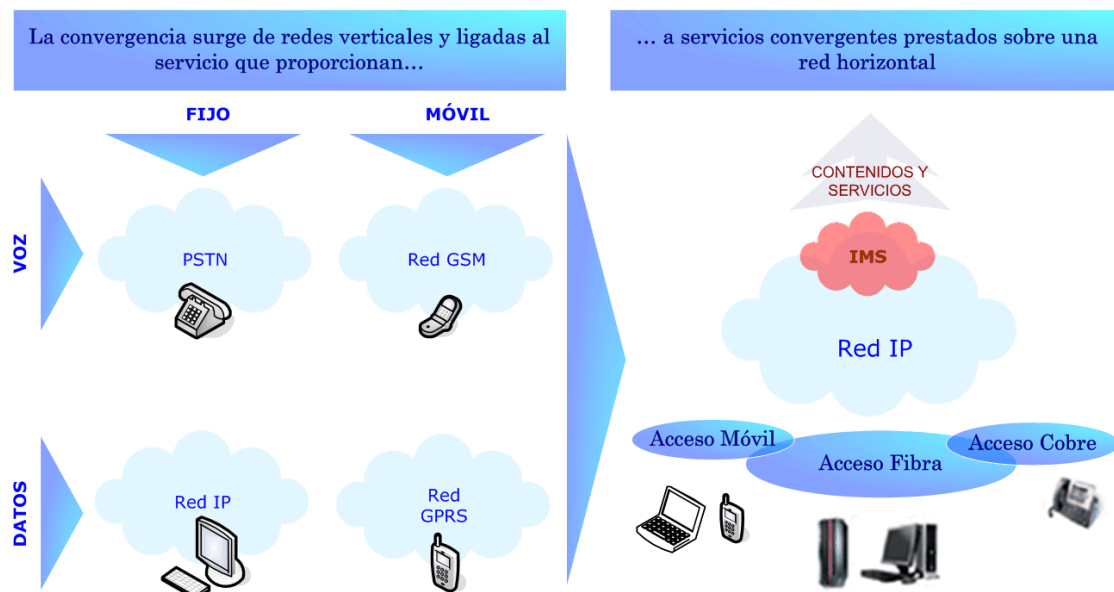 La convergencia surge de redes verticales y ligadas al
servicio que proporcionan...
... a servicios convergentes prestados sobre una
red horizontal
FIJO
MÓVIL
VOZ
PSTN
Red GSM
DATOS
Red IP
Red
GPRS
CONTENIDOS Y
SERVICIOS
IMS
Red IP
Acceso Móvil
Acceso Fibra
Acceso Cobre